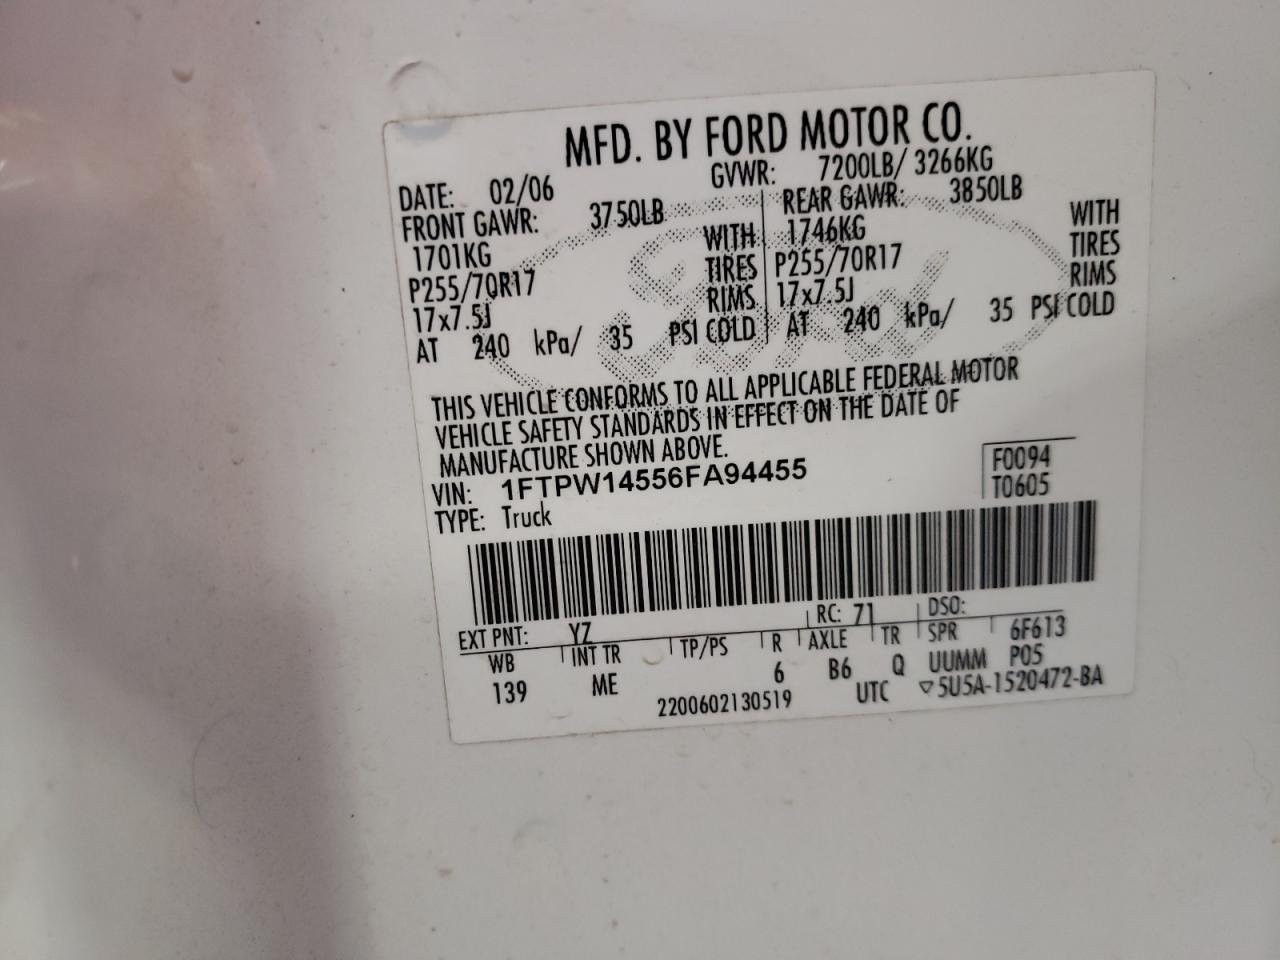 MFD. BY FORD MOTOR CO.
DATE: 02/06 GVWR: 7200LB/ 3266KG
FRONT GAWR: 3750LB REAR GAWR: 3850LB
1701KG WITH 1746KG WITH
P255/70R17 TIRES P255/70R17 TIRES
17x7.5J RIMS 17x7.5J RIMS
AT 240 kPa/ 35 PSI COLD AT 240 kPa/ 35 PSI COLD
THIS VEHICLE CONFORMS TO ALL APPLICABLE FEDERAL MOTOR
VEHICLE SAFETY STANDARDS IN EFFECT ON THE DATE OF
MANUFACTURE SHOWN ABOVE.
VIN: 1FTPW14556FA94455 F0094
TYPE: Truck T0605
EXT PNT: YZ RC: 71 DSO:
WB INT TR TP/PS R AXLE TR SPR 6F613
139 ME 6 B6 Q UUMM P05
2200602130519 UTC ▽5U5A-1520472-BA
Ford